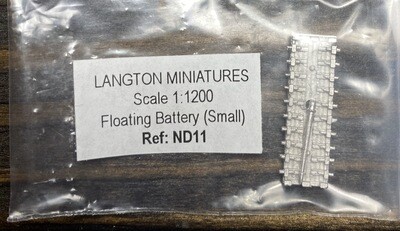 LANGTON MINIATURES
Scale 1:1200
Floating Battery (Small)
Ref: ND11